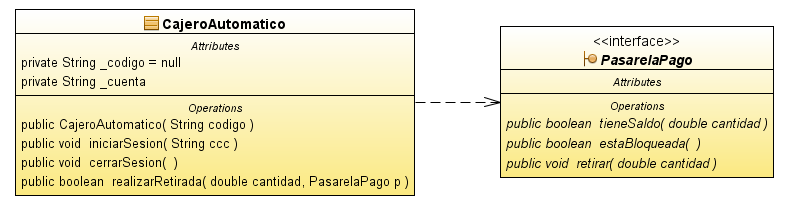 CajeroAutomatico
Attributes
private String _codigo = null
private String _cuenta
Operations
public CajeroAutomatico( String codigo )
public void iniciarSesion( String ccc )
public void cerrarSesion( )
public boolean realizarRetirada( double cantidad, PasarelaPago p )
<<interface>>
PasarelaPago
Attributes
Operations
public boolean tieneSaldo( double cantidad )
public boolean estaBloqueada( )
public void retirar( double cantidad )